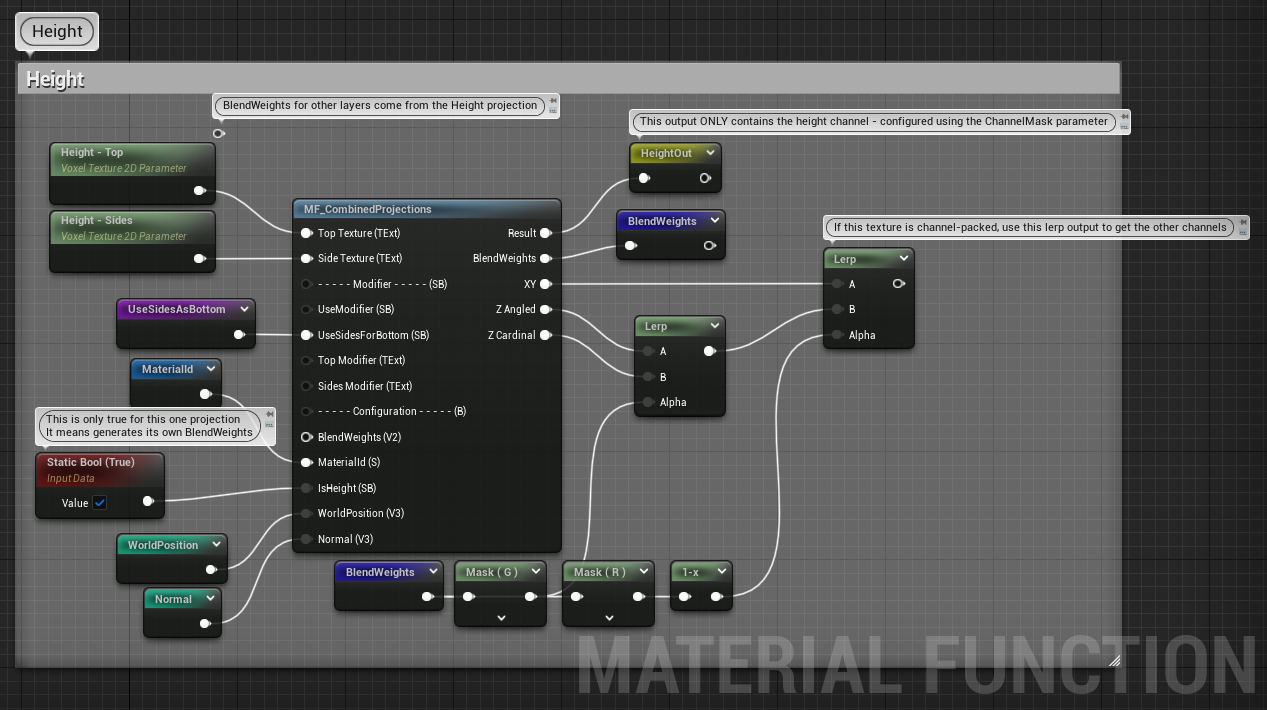 Height
Height
BlendWeights for other layers come from the Height projection
This output ONLY contains the height channel - configured using the ChannelMask parameter
Height - Top
Voxel Texture 2D Parameter
HeightOut
Height - Sides
Voxel Texture 2D Parameter
MF_CombinedProjections
Top Texture (TExt)
Result
Side Texture (TExt)
BlendWeights
- - - - - Modifier - - - - - (SB)
XY
UseModifier (SB)
Z Angled
UseSidesForBottom (SB)
Z Cardinal
Top Modifier (TExt)
Sides Modifier (TExt)
- - - - - Configuration - - - - - (B)
BlendWeights (V2)
MaterialId (S)
IsHeight (SB)
WorldPosition (V3)
Normal (V3)
BlendWeights
If this texture is channel-packed, use this lerp output to get the other channels
Lerp
A
B
Alpha
UseSidesAsBottom
Lerp
A
B
Alpha
MaterialId
This is only true for this one projection
It means generates its own BlendWeights
Static Bool (True)
Input Data
Value
WorldPosition
Normal
BlendWeights
Mask ( G )
Mask ( R )
1-x
MATERIAL FUNCTION